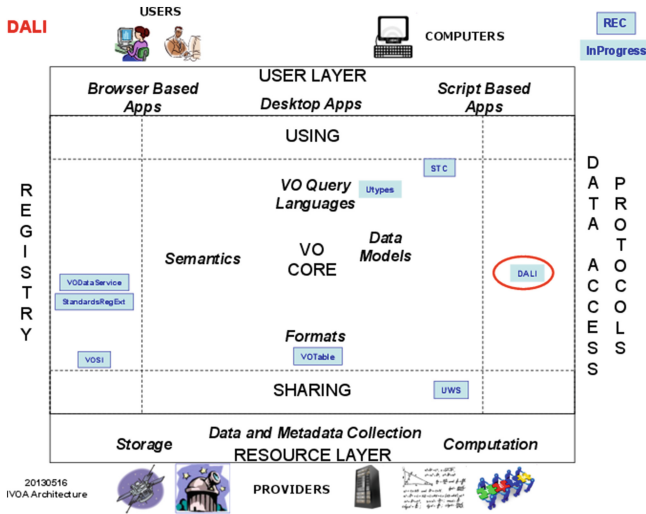 DALI
USERS
COMPUTERS
REC
InProgress
USER LAYER
Browser Based
Apps
Desktop Apps
Script Based
Apps
USING
REGISTRY
DATA ACCESS
PROTOCOLS
STC
VO Query
Languages
Utypes
Semantics
VO
CORE
Data
Models
DALI
VODataService
StandardsRegExt
VOSI
Formats
VOTable
SHARING
UWS
Storage
Data and Metadata Collection
Computation
RESOURCE LAYER
20130516
IVOA Architecture
PROVIDERS